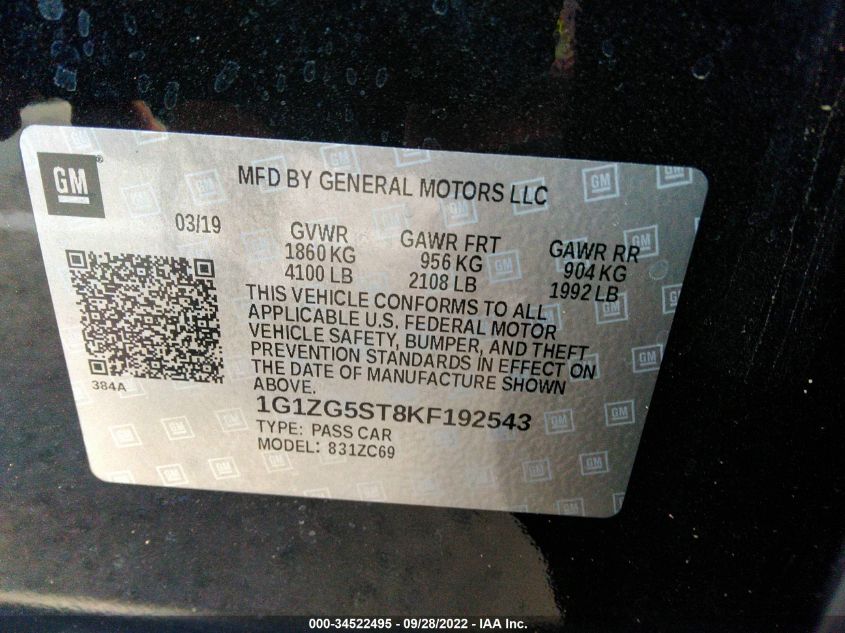 GM
MFD BY GENERAL MOTORS LLC
03/19
GVWR
1860 KG
4100 LB
GAWR FRT
956 KG
2108 LB
GAWR RR
904 KG
1992 LB
THIS VEHICLE CONFORMS TO ALL
APPLICABLE U.S. FEDERAL MOTOR
VEHICLE SAFETY, BUMPER, AND THEFT
PREVENTION STANDARDS IN EFFECT ON
THE DATE OF MANUFACTURE SHOWN
ABOVE.
384A
1G1ZG5ST8KF192543
TYPE: PASS CAR
MODEL: 831ZC69
000-34522495 - 09/28/2022 - IAA Inc.